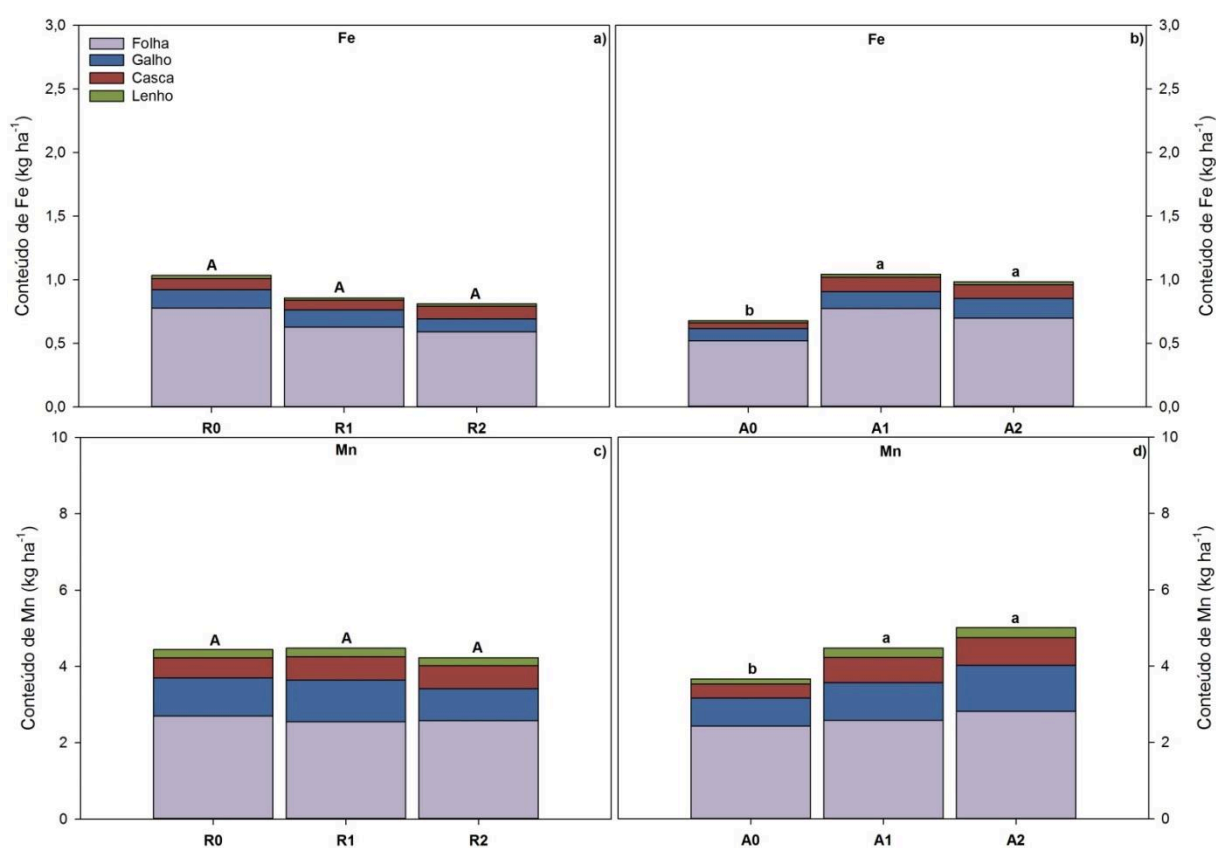 Fe
a)
Folha
Galho
Casca
Lenho
Conteúdo de Fe (kg ha⁻¹)
3,0
2,5
2,0
1,5
1,0
0,5
0,0
A
A
A
R0
R1
R2
Fe
b)
b
a
a
A0
A1
A2
3,0
2,5
2,0
1,5
1,0
0,5
0,0
Conteúdo de Fe (kg ha⁻¹)
Mn
c)
Conteúdo de Mn (kg ha⁻¹)
10
8
6
4
2
0
A
A
A
R0
R1
R2
Mn
d)
b
a
a
A0
A1
A2
10
8
6
4
2
0
Conteúdo de Mn (kg ha⁻¹)